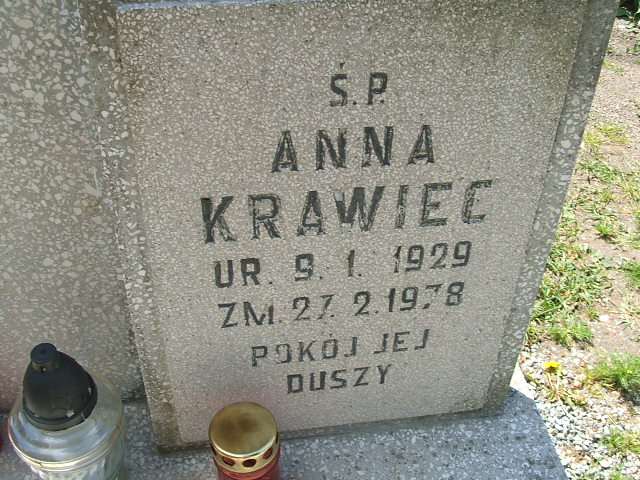 Ś.P.
ANNA
KRAWIEC
UR. 9. 1. 1929
ZM. 27. 2. 1978
POKÓJ JEJ
DUSZY